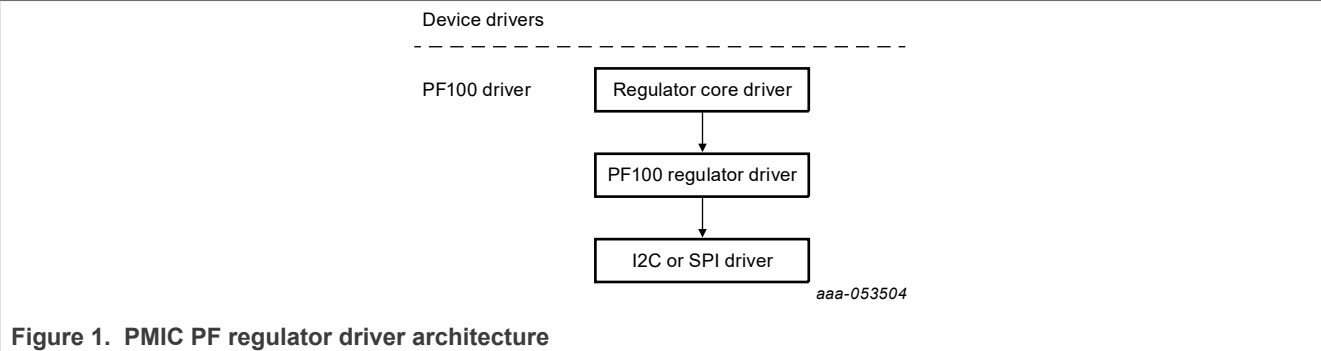 Device drivers
PF100 driver
Regulator core driver
PF100 regulator driver
I2C or SPI driver
aaa-053504
Figure 1. PMIC PF regulator driver architecture